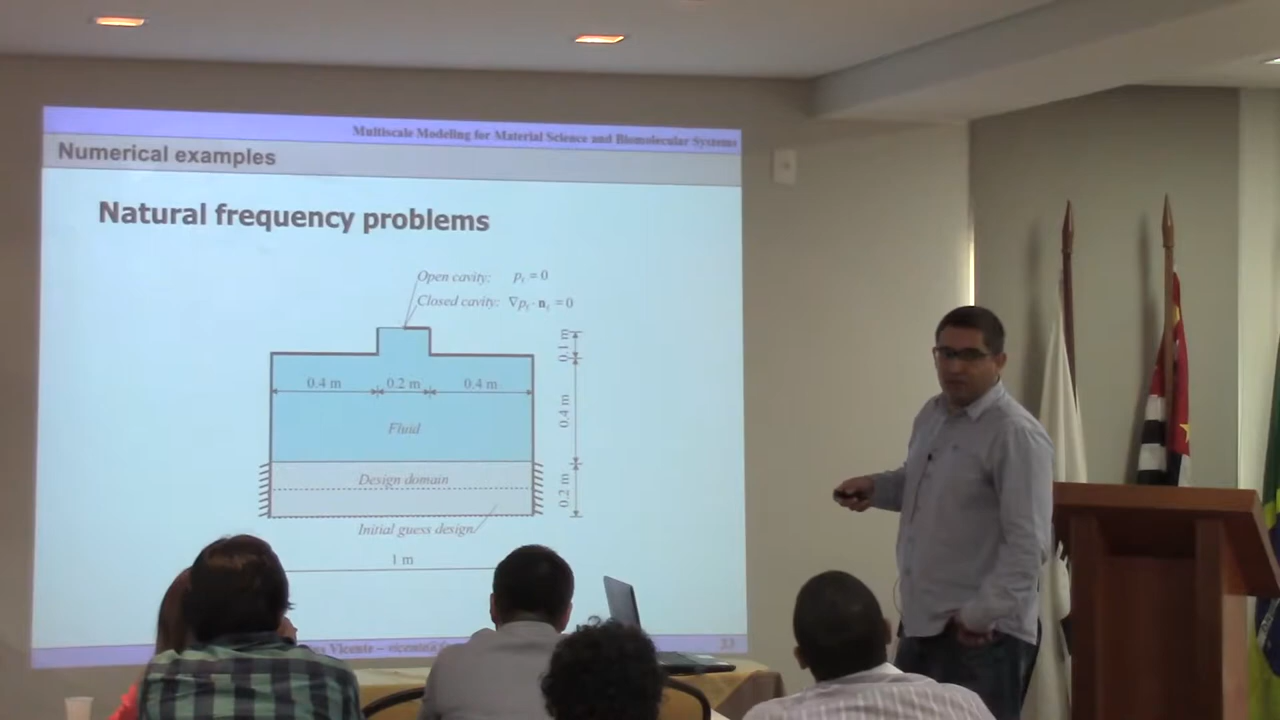 Multiscale Modeling for Material Science and Biomolecular Systems
Numerical examples
Natural frequency problems
Open cavity: pf = 0
Closed cavity: ∇pf · nf = 0
0.1 m
0.4 m 0.2 m 0.4 m
0.4 m
Fluid
Design domain
0.2 m
Initial guess design
1 m
Vicente –
33